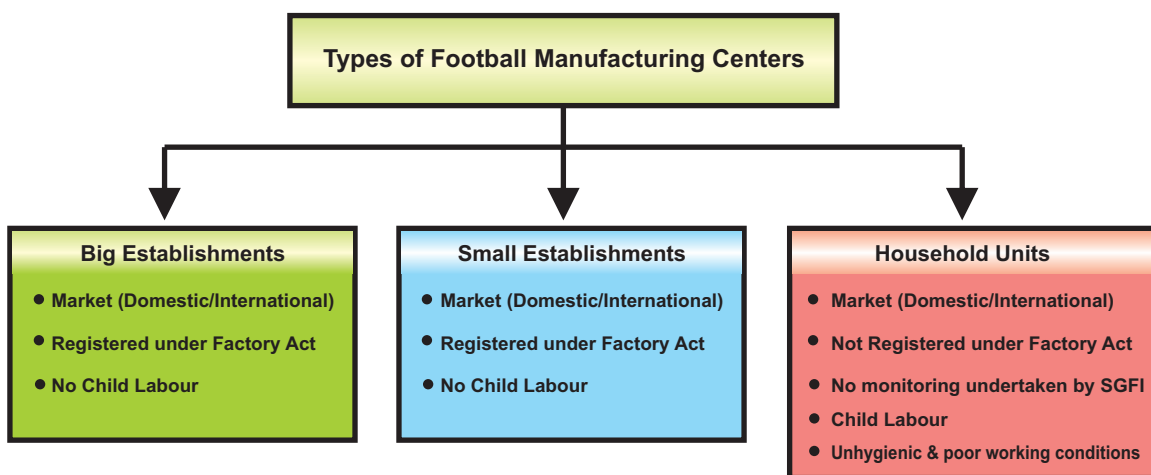 Types of Football Manufacturing Centers
Big Establishments
• Market (Domestic/International)
• Registered under Factory Act
• No Child Labour
Small Establishments
• Market (Domestic/International)
• Registered under Factory Act
• No Child Labour
Household Units
• Market (Domestic/International)
• Not Registered under Factory Act
• No monitoring undertaken by SGFI
• Child Labour
• Unhygienic & poor working conditions